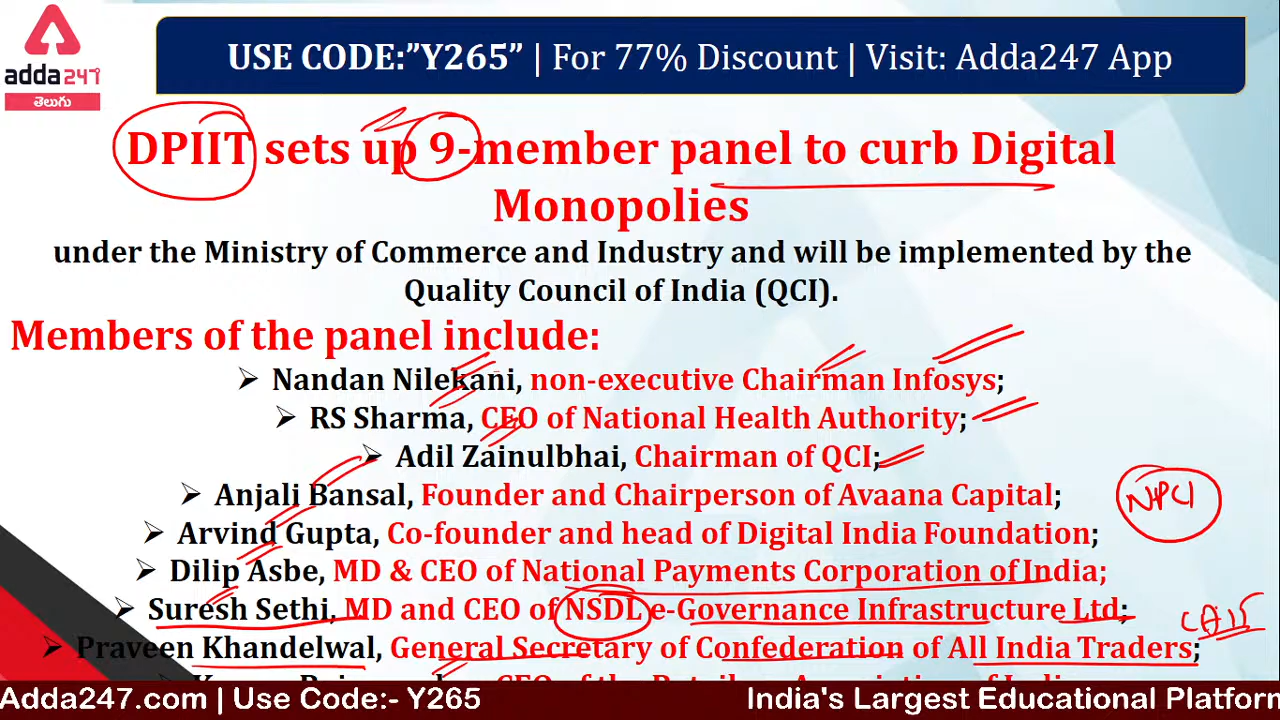 adda247
తెలుగు
USE CODE:”Y265” | For 77% Discount | Visit: Adda247 App
DPIIT sets up 9-member panel to curb Digital
Monopolies
under the Ministry of Commerce and Industry and will be implemented by the
Quality Council of India (QCI).
Members of the panel include:
➢ Nandan Nilekani, non-executive Chairman Infosys;
➢ RS Sharma, CEO of National Health Authority;
➢ Adil Zainulbhai, Chairman of QCI;
➢ Anjali Bansal, Founder and Chairperson of Avaana Capital;
NPCI
➢ Arvind Gupta, Co-founder and head of Digital India Foundation;
➢ Dilip Asbe, MD & CEO of National Payments Corporation of India;
➢ Suresh Sethi, MD and CEO of NSDL e-Governance Infrastructure Ltd;
➢ Praveen Khandelwal, General Secretary of Confederation of All India Traders;
Adda247.com | Use Code:- Y265
India's Largest Educational Platform